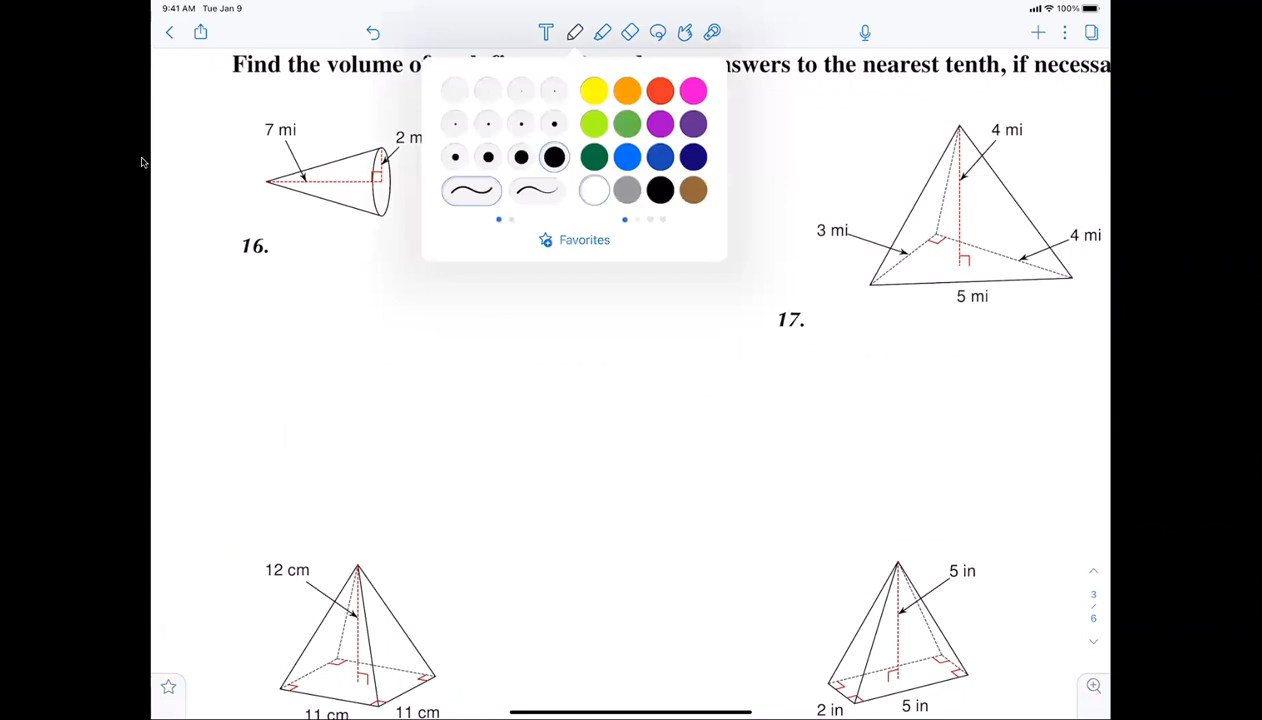 9:41 AM Tue Jan 9
100%
Find the volume of
answers to the nearest tenth, if necessa
7 mi
2 m
16.
Favorites
4 mi
3 mi
4 mi
5 mi
17.
12 cm
11 cm
11 cm
5 in
2 in
5 in
3
/
6